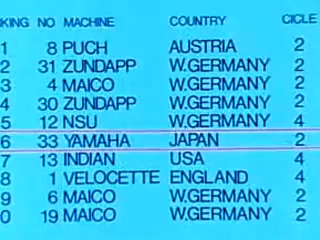 KING NO MACHINE COUNTRY CICLE
1 8 PUCH AUSTRIA 2
2 31 ZUNDAPP W.GERMANY 2
3 4 MAICO W.GERMANY 2
4 30 ZUNDAPP W.GERMANY 2
5 12 NSU W.GERMANY 4
6 33 YAMAHA JAPAN 2
7 13 INDIAN USA 4
8 1 VELOCETTE ENGLAND 4
9 6 MAICO W.GERMANY 2
0 19 MAICO W.GERMANY 2